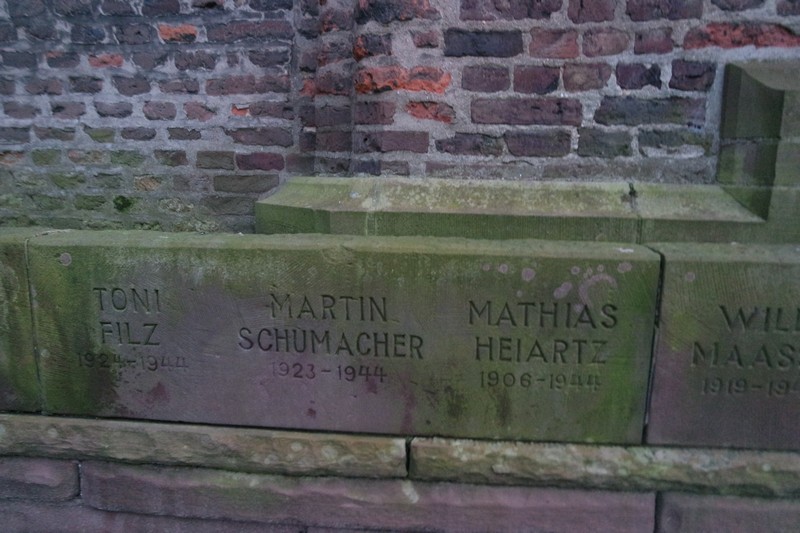 TONI
FILZ
1924-1944
MARTIN
SCHUMACHER
1923-1944
MATHIAS
HEIARTZ
1906-1944